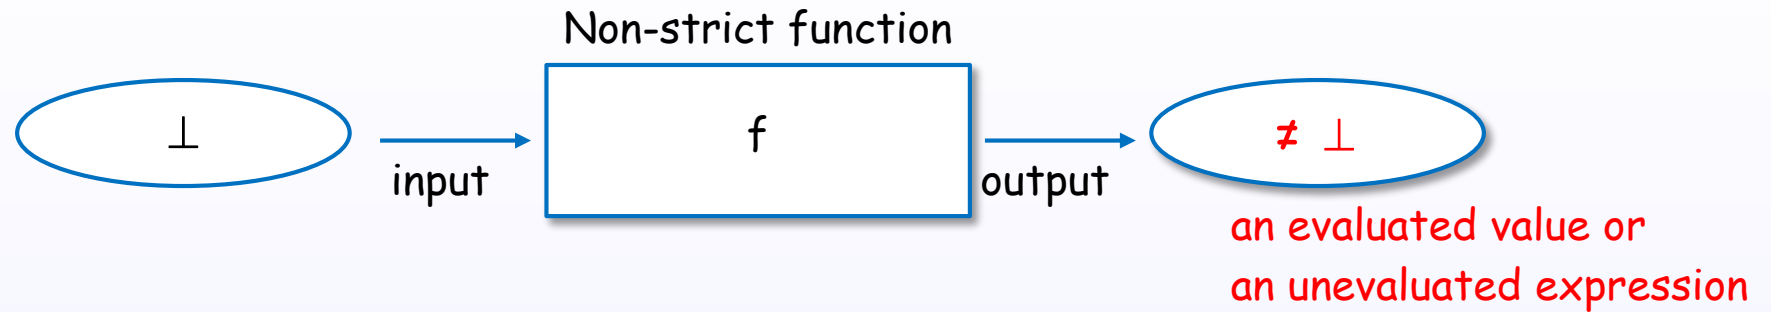 Non-strict function
⊥
input
f
output
≠ ⊥
an evaluated value or
an unevaluated expression